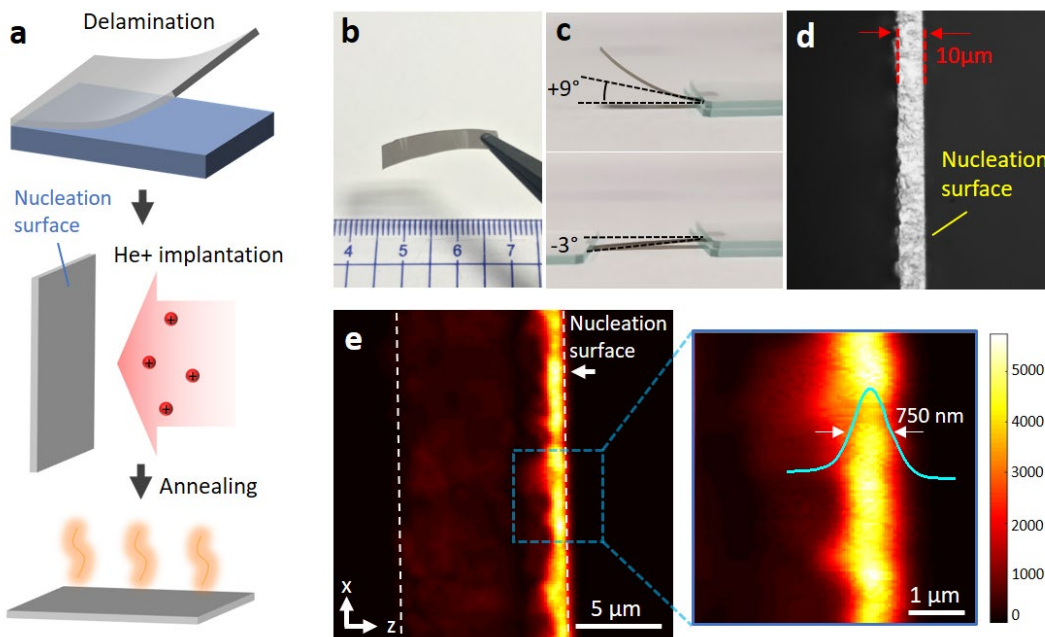 a
Delamination
Nucleation
surface
He+ implantation
+
+
+
+
Annealing
b
4 5 6 7
c
+9°
-3°
d
10μm
Nucleation
surface
e
Nucleation
surface
x
z
5 μm
750 nm
1 μm
5000
4000
3000
2000
1000
0